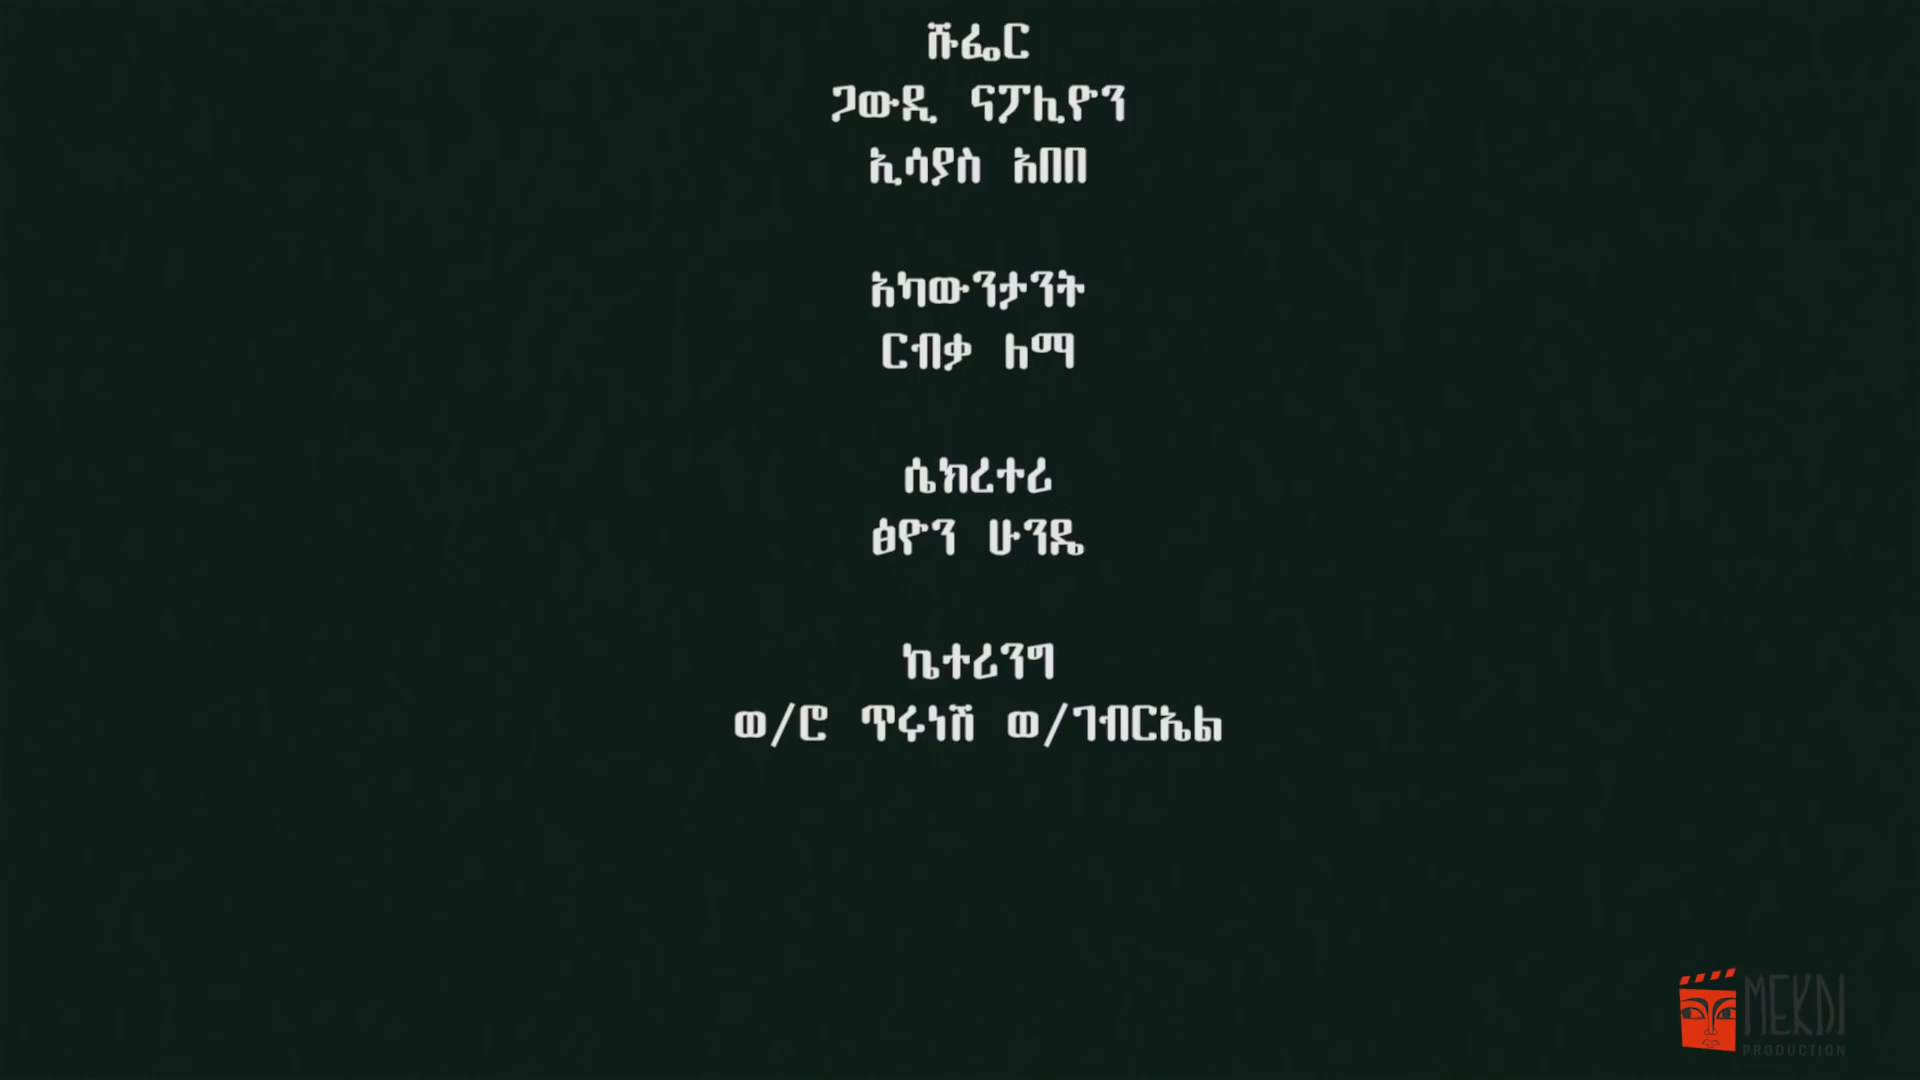 ሹፌር
ጋውዲ ናፖሊዮን
ኢሳያስ አበበ
አካውንታንት
ርብቃ ለማ
ሴክረተሪ
ፅዮን ሁንዴ
ኬተሪንግ
ወ/ሮ ጥሩነሽ ወ/ገብርኤል
MEKDI
PRODUCTION